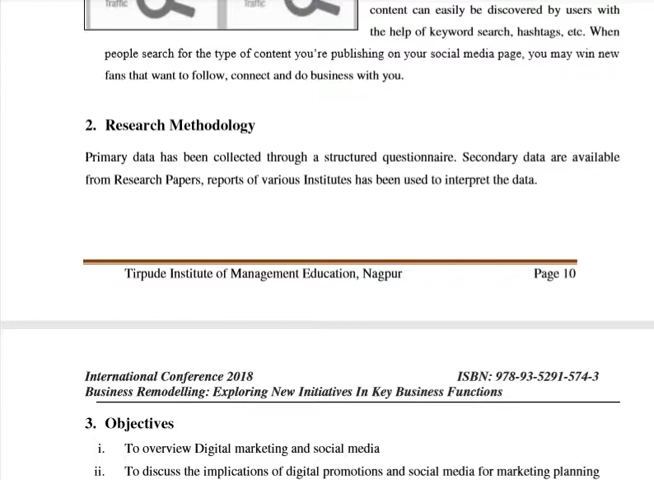 Traffic Traffic
content can easily be discovered by users with
the help of keyword search, hashtags, etc. When
people search for the type of content you're publishing on your social media page, you may win new
fans that want to follow, connect and do business with you.
2. Research Methodology
Primary data has been collected through a structured questionnaire. Secondary data are available
from Research Papers, reports of various Institutes has been used to interpret the data.
Tirpude Institute of Management Education, Nagpur Page 10
International Conference 2018 ISBN: 978-93-5291-574-3
Business Remodelling: Exploring New Initiatives In Key Business Functions
3. Objectives
i. To overview Digital marketing and social media
ii. To discuss the implications of digital promotions and social media for marketing planning